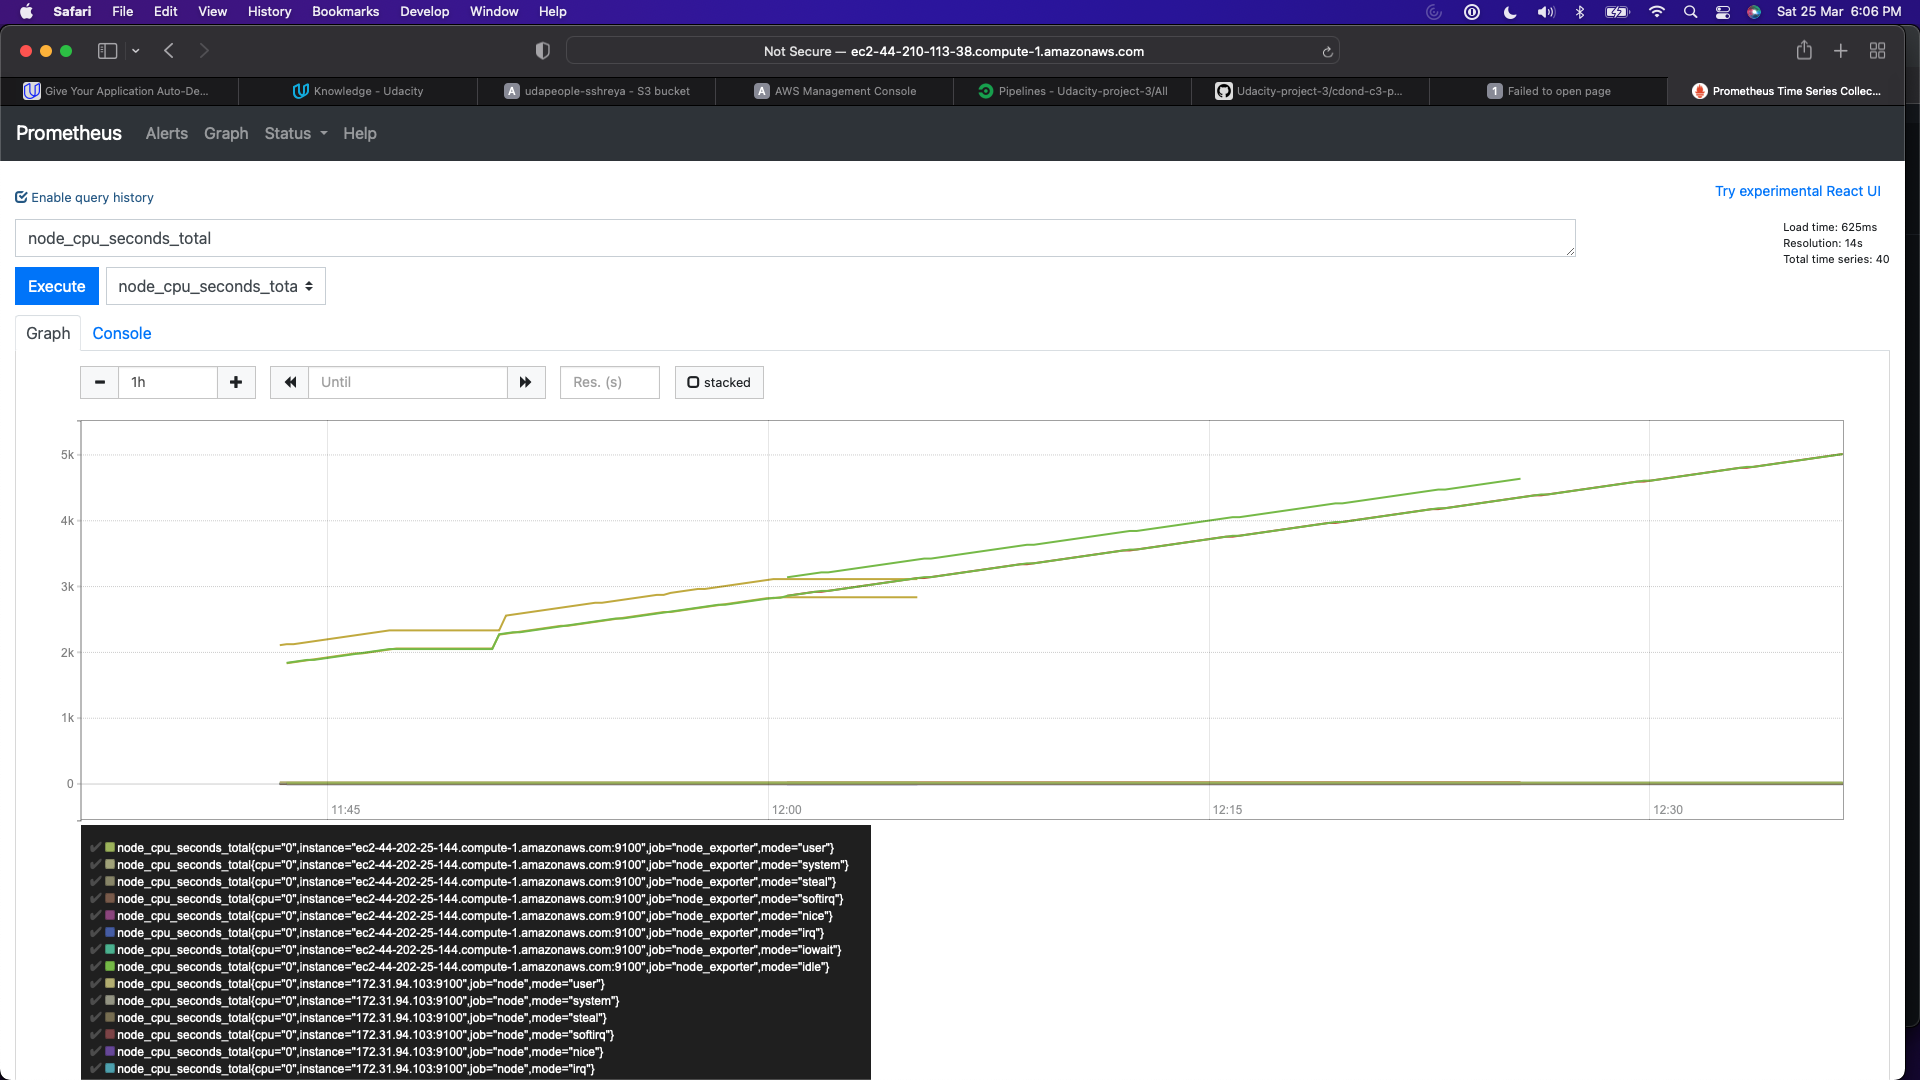 Safari File Edit View History Bookmarks Develop Window Help Sat 25 Mar 6:06 PM
Not Secure — ec2-44-210-113-38.compute-1.amazonaws.com
Give Your Application Auto-De... Knowledge - Udacity A udapeople-sshreya - S3 bucket A AWS Management Console Pipelines - Udacity-project-3/All Udacity-project-3/cdond-c3-p... 1 Failed to open page Prometheus Time Series Collec...
Prometheus Alerts Graph Status Help
Enable query history
Try experimental React UI
node_cpu_seconds_total
Load time: 625ms
Resolution: 14s
Total time series: 40
Execute node_cpu_seconds_tota
Graph Console
1h Until Res. (s) stacked
5k
4k
3k
2k
1k
0
11:45 12:00 12:15 12:30
node_cpu_seconds_total{cpu="0",instance="ec2-44-202-25-144.compute-1.amazonaws.com:9100",job="node_exporter",mode="user"}
node_cpu_seconds_total{cpu="0",instance="ec2-44-202-25-144.compute-1.amazonaws.com:9100",job="node_exporter",mode="system"}
node_cpu_seconds_total{cpu="0",instance="ec2-44-202-25-144.compute-1.amazonaws.com:9100",job="node_exporter",mode="steal"}
node_cpu_seconds_total{cpu="0",instance="ec2-44-202-25-144.compute-1.amazonaws.com:9100",job="node_exporter",mode="softirq"}
node_cpu_seconds_total{cpu="0",instance="ec2-44-202-25-144.compute-1.amazonaws.com:9100",job="node_exporter",mode="nice"}
node_cpu_seconds_total{cpu="0",instance="ec2-44-202-25-144.compute-1.amazonaws.com:9100",job="node_exporter",mode="irq"}
node_cpu_seconds_total{cpu="0",instance="ec2-44-202-25-144.compute-1.amazonaws.com:9100",job="node_exporter",mode="iowait"}
node_cpu_seconds_total{cpu="0",instance="ec2-44-202-25-144.compute-1.amazonaws.com:9100",job="node_exporter",mode="idle"}
node_cpu_seconds_total{cpu="0",instance="172.31.94.103:9100",job="node",mode="user"}
node_cpu_seconds_total{cpu="0",instance="172.31.94.103:9100",job="node",mode="system"}
node_cpu_seconds_total{cpu="0",instance="172.31.94.103:9100",job="node",mode="steal"}
node_cpu_seconds_total{cpu="0",instance="172.31.94.103:9100",job="node",mode="softirq"}
node_cpu_seconds_total{cpu="0",instance="172.31.94.103:9100",job="node",mode="nice"}
node_cpu_seconds_total{cpu="0",instance="172.31.94.103:9100",job="node",mode="irq"}